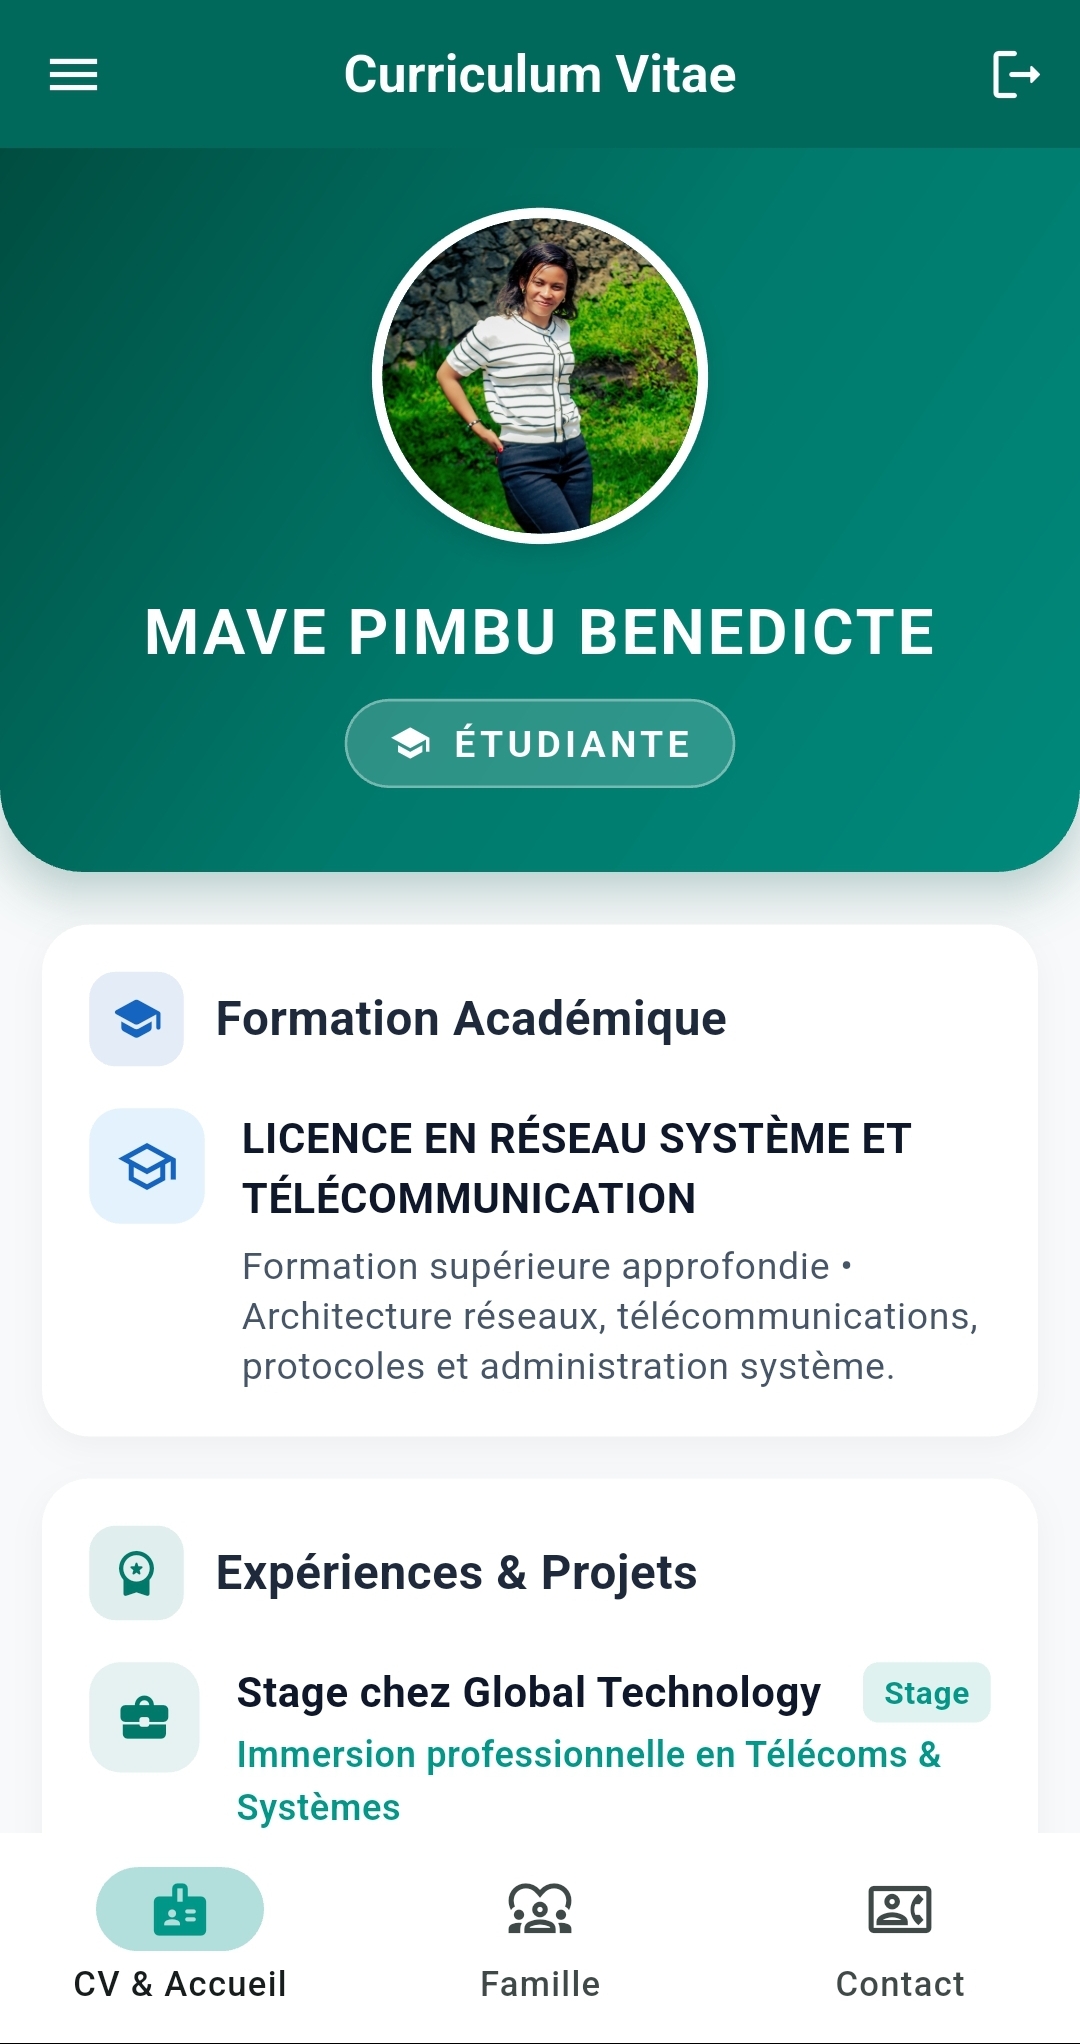 Curriculum Vitae
MAVE PIMBU BENEDICTE
ÉTUDIANTE
Formation Académique
LICENCE EN RÉSEAU SYSTÈME ET
TÉLÉCOMMUNICATION
Formation supérieure approfondie •
Architecture réseaux, télécommunications,
protocoles et administration système.
Expériences & Projets
Stage chez Global Technology
Stage
Immersion professionnelle en Télécoms &
Systèmes
CV & Accueil
Famille
Contact